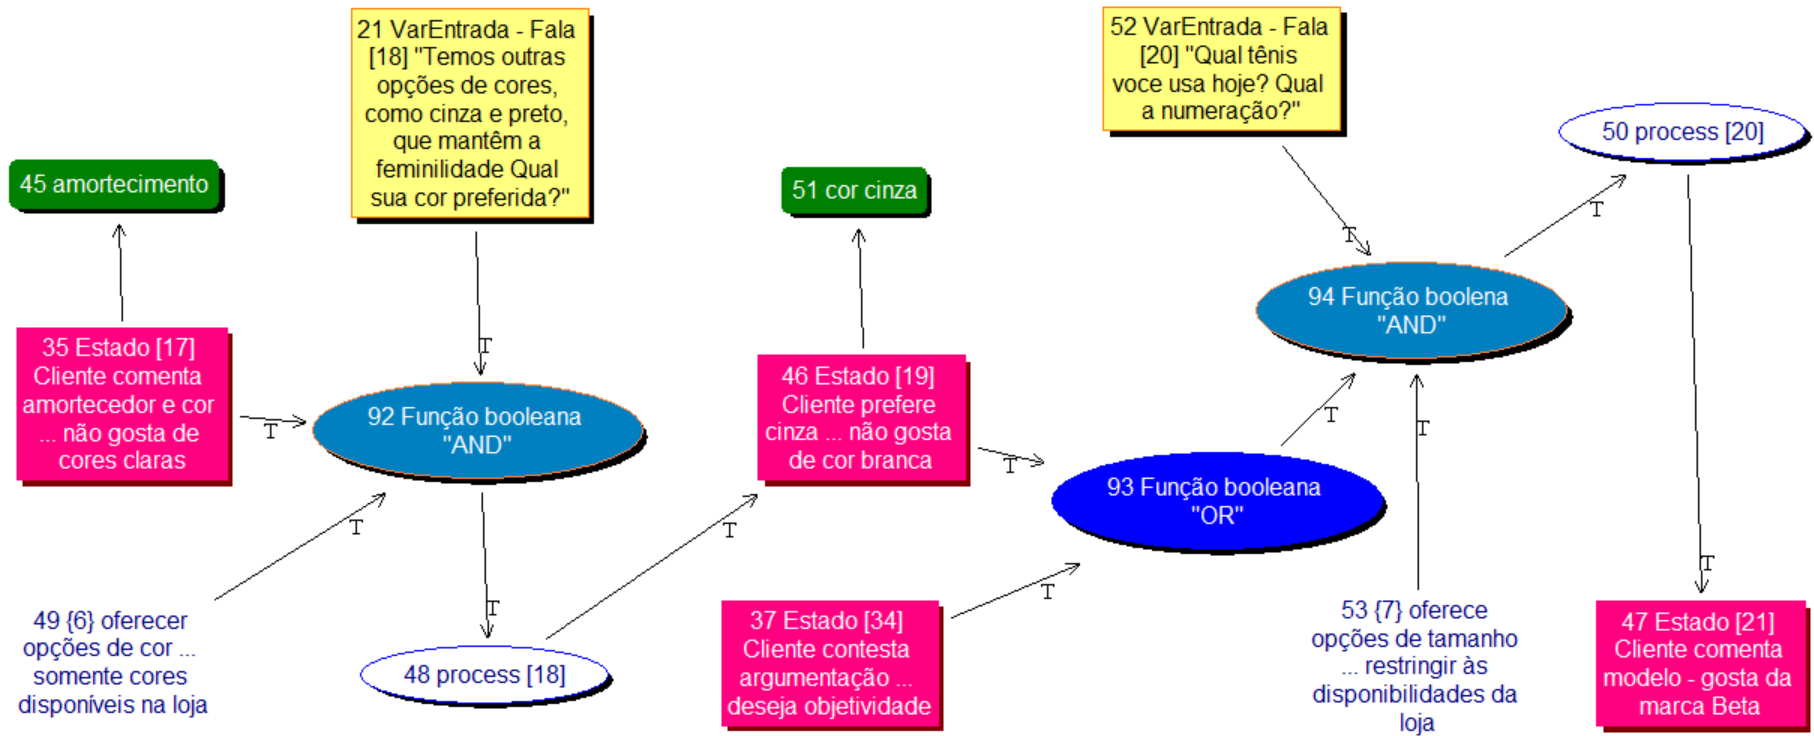 21 VarEntrada - Fala
[18] "Temos outras
opções de cores,
como cinza e preto,
que mantêm a
feminilidade Qual
sua cor preferida?"
52 VarEntrada - Fala
[20] "Qual tênis
voce usa hoje? Qual
a numeração?"
50 process [20]
45 amortecimento
51 cor cinza
T
T
94 Função boolena
"AND"
35 Estado [17]
Cliente comenta
amortecedor e cor
... não gosta de
cores claras
T
T
92 Função booleana
"AND"
46 Estado [19]
Cliente prefere
cinza ... não gosta
de cor branca
T
T
T
93 Função booleana
"OR"
T
T
T
T
T
49 {6} oferecer
opções de cor ...
somente cores
disponíveis na loja
48 process [18]
37 Estado [34]
Cliente contesta
argumentação ...
deseja objetividade
53 {7} oferece
opções de tamanho
... restringir às
disponibilidades da
loja
47 Estado [21]
Cliente comenta
modelo - gosta da
marca Beta